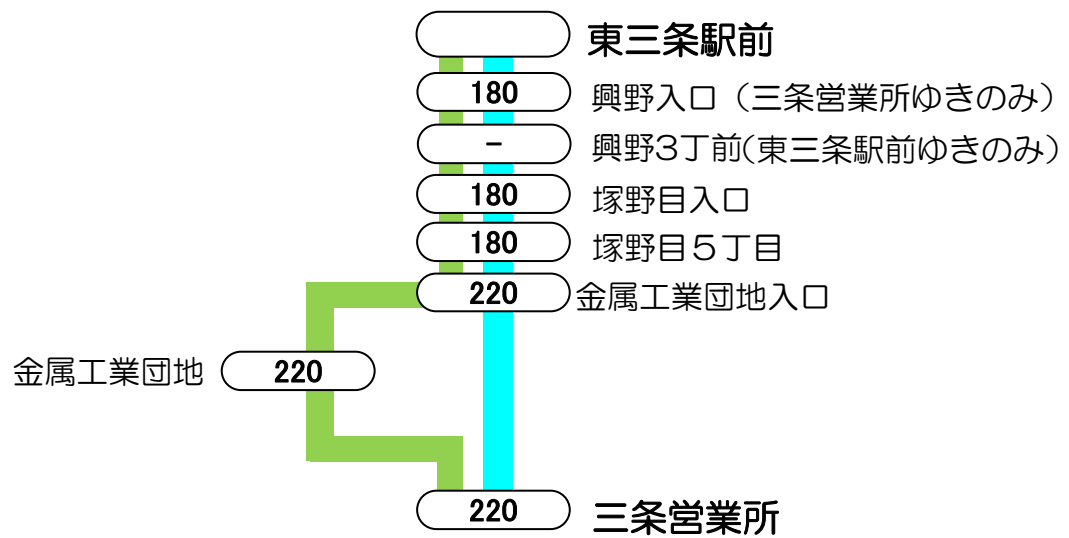 東三条駅前
180 興野入口（三条営業所ゆきのみ）
- 興野3丁前(東三条駅前ゆきのみ）
180 塚野目入口
180 塚野目５丁目
220 金属工業団地入口
金属工業団地 220
220 三条営業所